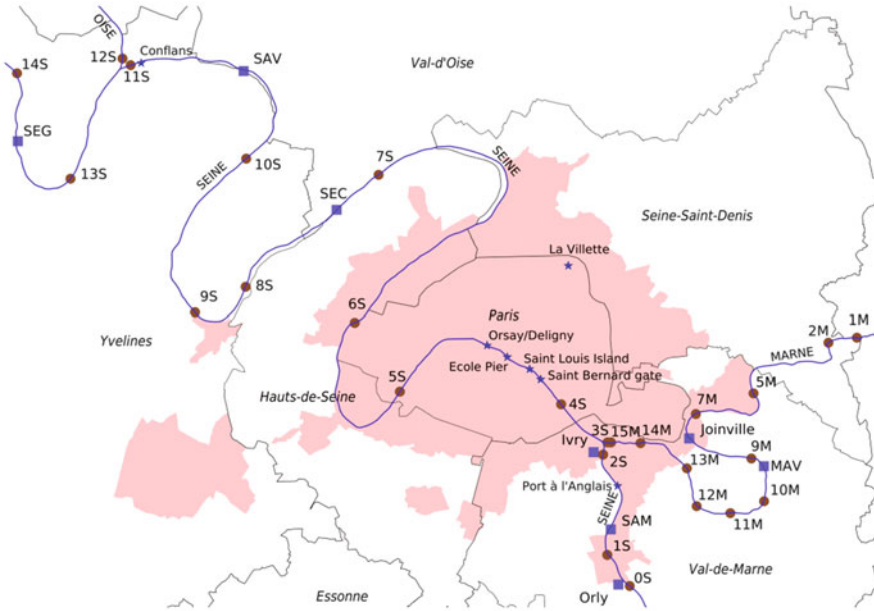 OISE
12S
Conflans
SAV
14S
11S
Val-d'Oise
SEG
13S
SEINE
10S
SEC
7S
SEINE
Seine-Saint-Denis
La Villette
9S
8S
6S
Paris
Yvelines
Orsay/Deligny
2M
1M
Ecole Pier
Saint Louis Island
MARNE
Saint Bernard gate
5S
5M
Hauts-de-Seine
4S
7M
3S
15M
14M
Joinville
Ivry
2S
9M
MAV
13M
Port à l'Anglais
10M
12M
11M
SEINE
SAM
1S
Val-de-Marne
0S
Orly
Essonne